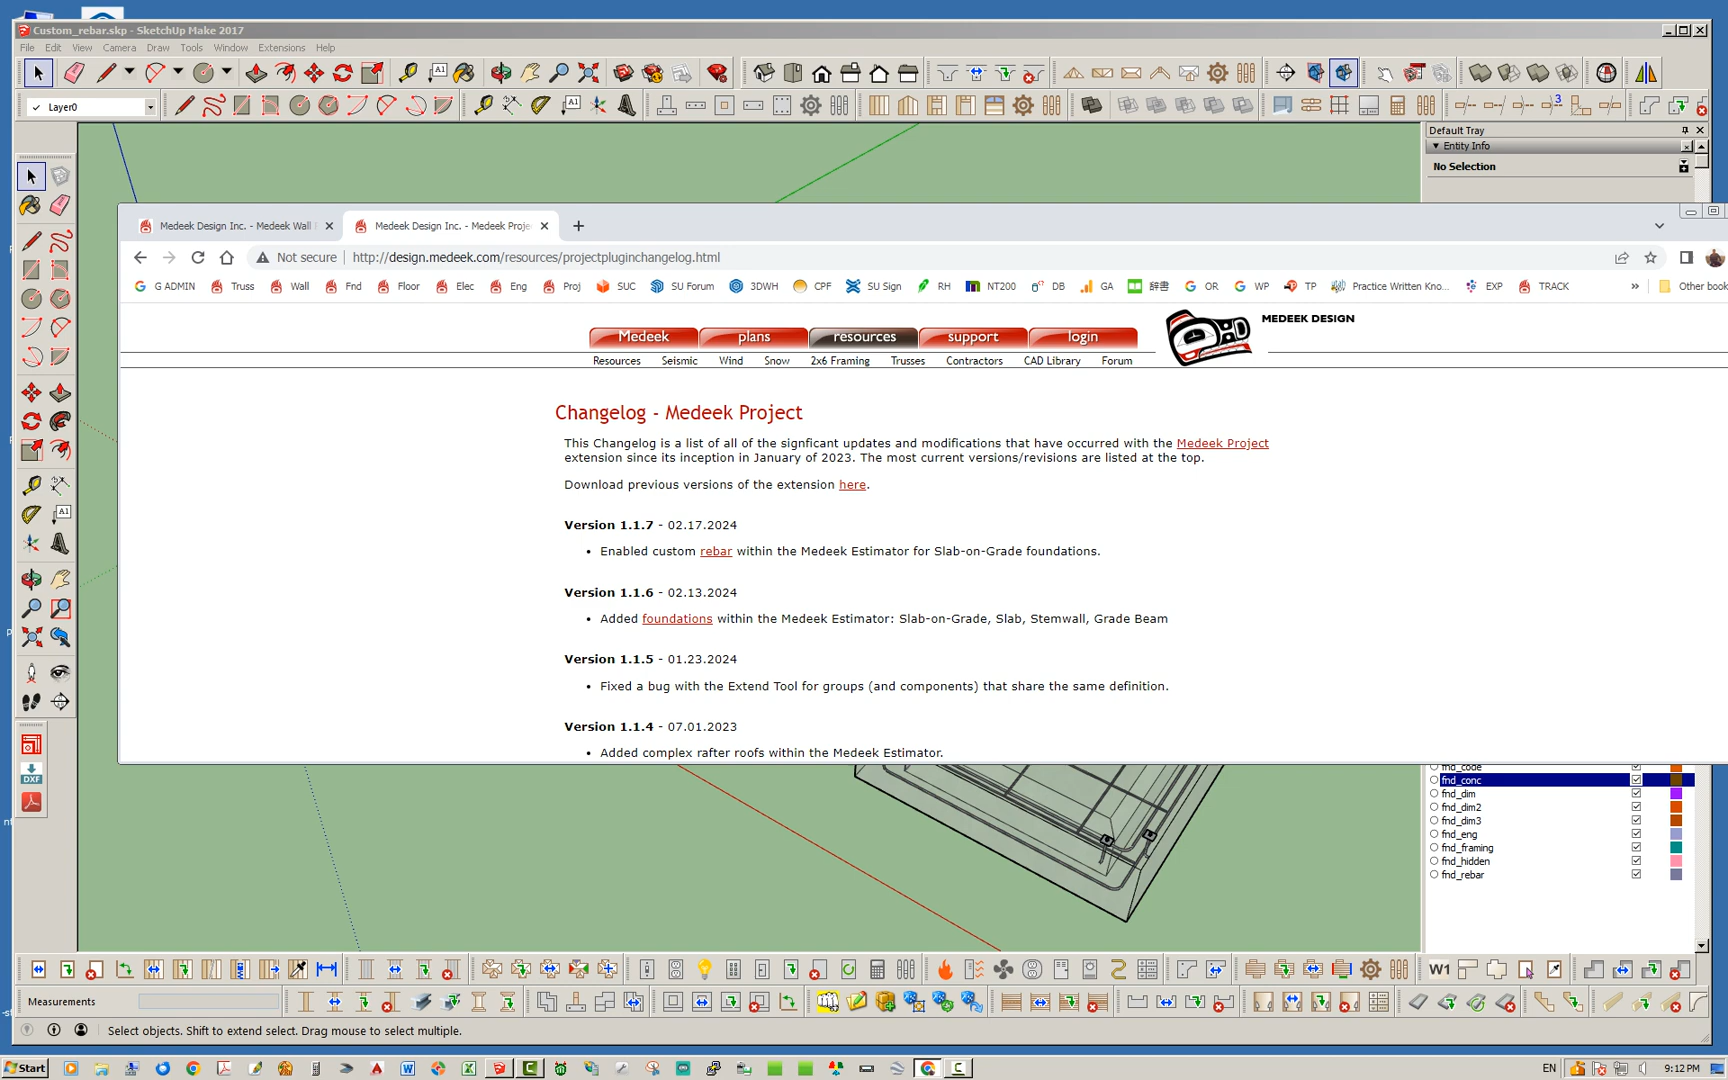 Custom_rebar.skp - SketchUp Make 2017
File Edit View Camera Draw Tools Window Extensions Help
Layer0
Default Tray
Entity Info
No Selection
Medeek Design Inc. - Medeek Wall
Medeek Design Inc. - Medeek Proje
Not secure
http://design.medeek.com/resources/projectpluginchangelog.html
G ADMIN Truss Wall Fnd Floor Elec Eng Proj SUC SU Forum 3DWH CPF SU Sign RH NT200 DB GA 辞書 OR WP TP Practice Written Kno... EXP TRACK » Other book
Medeek plans resources support login
MEDEEK DESIGN
Resources Seismic Wind Snow 2x6 Framing Trusses Contractors CAD Library Forum
Changelog - Medeek Project
This Changelog is a list of all of the signficant updates and modifications that have occurred with the Medeek Project
extension since its inception in January of 2023. The most current versions/revisions are listed at the top.
Download previous versions of the extension here.
Version 1.1.7 - 02.17.2024
• Enabled custom rebar within the Medeek Estimator for Slab-on-Grade foundations.
Version 1.1.6 - 02.13.2024
• Added foundations within the Medeek Estimator: Slab-on-Grade, Slab, Stemwall, Grade Beam
Version 1.1.5 - 01.23.2024
• Fixed a bug with the Extend Tool for groups (and components) that share the same definition.
Version 1.1.4 - 07.01.2023
• Added complex rafter roofs within the Medeek Estimator.
fnd_code
fnd_conc
fnd_dim
fnd_dim2
fnd_dim3
fnd_eng
fnd_framing
fnd_hidden
fnd_rebar
DXF
W1
Measurements
Select objects. Shift to extend select. Drag mouse to select multiple.
Start
EN
9:12 PM